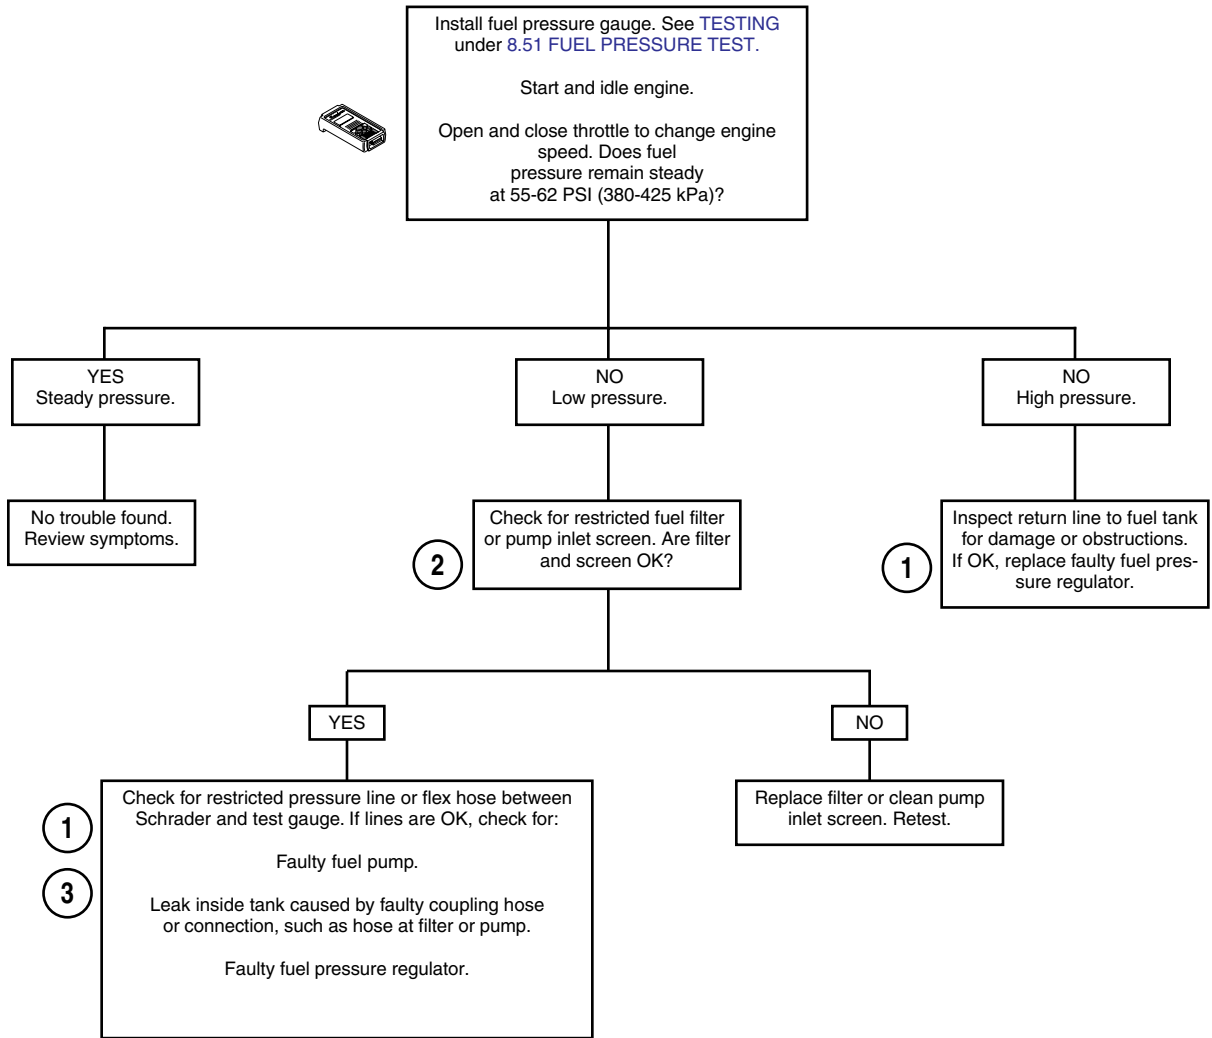 Install fuel pressure gauge. See TESTING
under 8.51 FUEL PRESSURE TEST.
Start and idle engine.
Open and close throttle to change engine
speed. Does fuel
pressure remain steady
at 55-62 PSI (380-425 kPa)?
YES
Steady pressure.
NO
Low pressure.
NO
High pressure.
No trouble found.
Review symptoms.
2
Check for restricted fuel filter
or pump inlet screen. Are filter
and screen OK?
1
Inspect return line to fuel tank
for damage or obstructions.
If OK, replace faulty fuel pres-
sure regulator.
YES
NO
1
3
Check for restricted pressure line or flex hose between
Schrader and test gauge. If lines are OK, check for:
Faulty fuel pump.
Leak inside tank caused by faulty coupling hose
or connection, such as hose at filter or pump.
Faulty fuel pressure regulator.
Replace filter or clean pump
inlet screen. Retest.